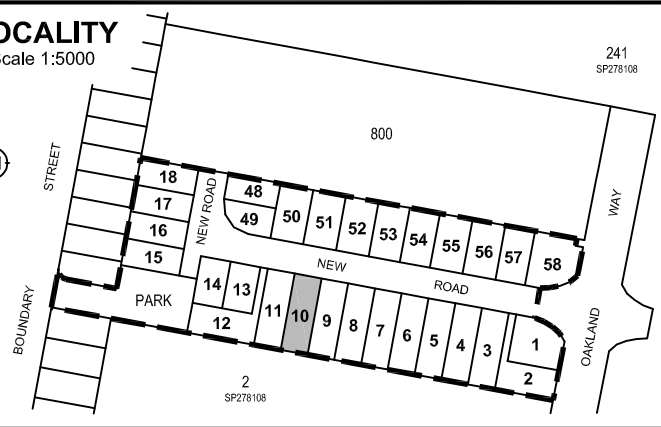 OCALITY
Scale 1:5000
241
SP278108
800
STREET
WAY
18
17
16
15
NEW ROAD
48
49
50
51
52
53
54
55
56
57
58
NEW
ROAD
BOUNDARY
PARK
14
13
12
11
10
9
8
7
6
5
4
3
1
2
OAKLAND
2
SP278108